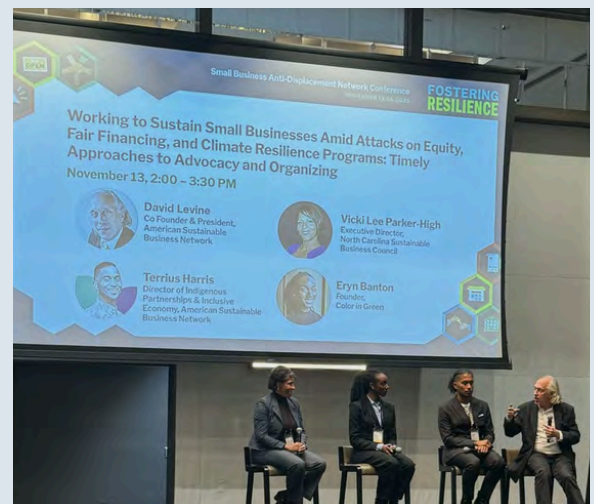 Small Business Anti-Displacement Network Conference
FOSTERING
RESILIENCE
Working to Sustain Small Businesses Amid Attacks on Equity,
Fair Financing, and Climate Resilience Programs: Timely
Approaches to Advocacy and Organizing
November 13, 2:00 – 3:30 PM
David Levine
Co Founder & President,
American Sustainable
Business Network
Vicki Lee Parker-High
Executive Director,
North Carolina Sustainable
Business Council
Terrius Harris
Director of Indigenous
Partnerships & Inclusive
Economy, American Sustainable
Business Network
Eryn Banton
Founder,
Color in Green